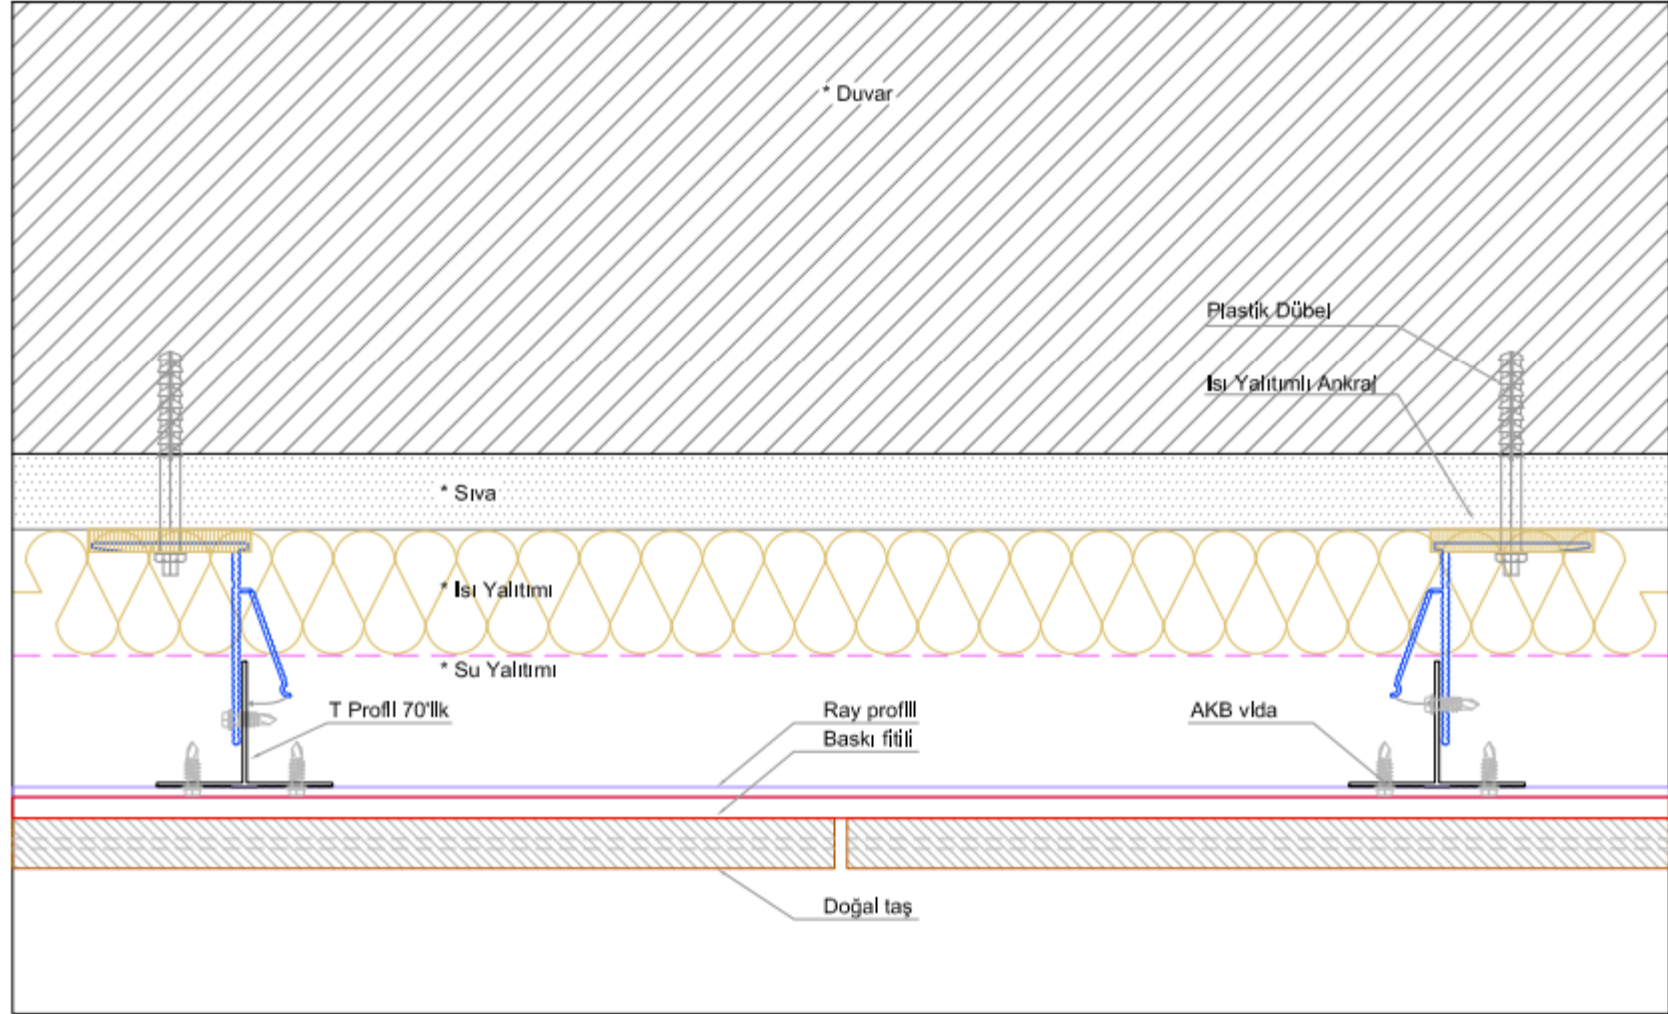 * Duvar
Plastik Dübel
Isı Yalıtımlı Ankraj
* Sıva
* Isı Yalıtımı
* Su Yalıtımı
T Profil 70'lik
Ray profili
Baskı fitili
AKB vida
Doğal taş